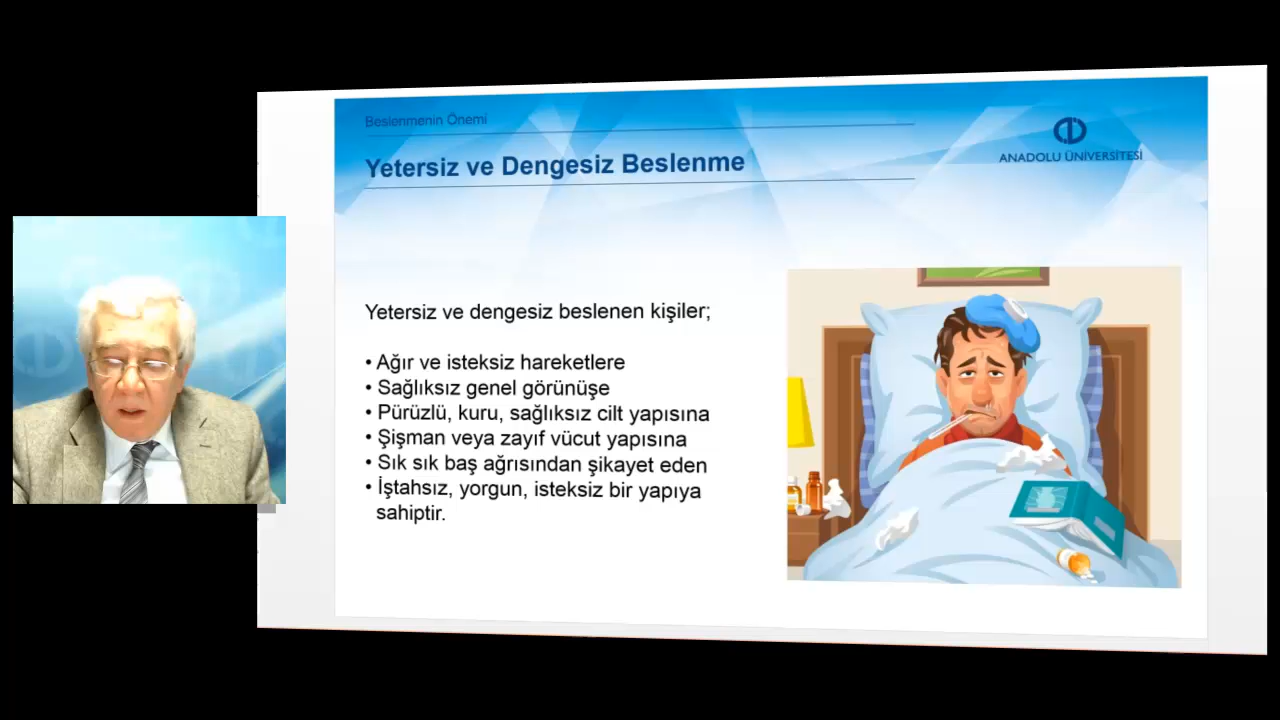 Beslenmenin Önemi
Yetersiz ve Dengesiz Beslenme
ANADOLU ÜNİVERSİTESİ
Yetersiz ve dengesiz beslenen kişiler;
• Ağır ve isteksiz hareketlere
• Sağlıksız genel görünüşe
• Pürüzlü, kuru, sağlıksız cilt yapısına
• Şişman veya zayıf vücut yapısına
• Sık sık baş ağrısından şikayet eden
• İştahsız, yorgun, isteksiz bir yapıya
sahiptir.